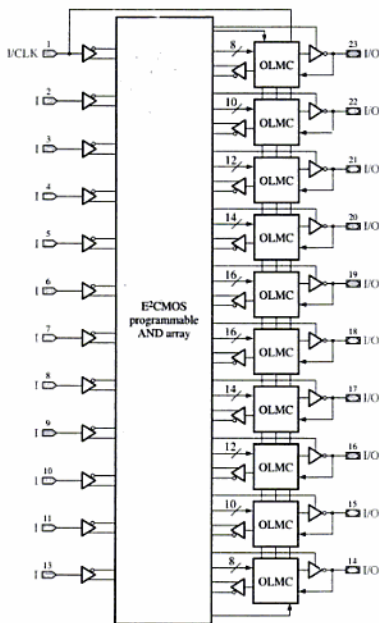 1 8 OLMC 23
I/CLK I/O
2 10 OLMC 22
I I/O
3 12 OLMC 21
I I/O
4 14 OLMC 20
I I/O
5
I
16 OLMC 19
I/O
6
I
E²CMOS
programmable
AND array
7 16 OLMC 18
I I/O
8 14 OLMC 17
I I/O
9 12 OLMC 16
I I/O
10
I
10 OLMC 15
I/O
11
I
13 8 OLMC 14
I I/O